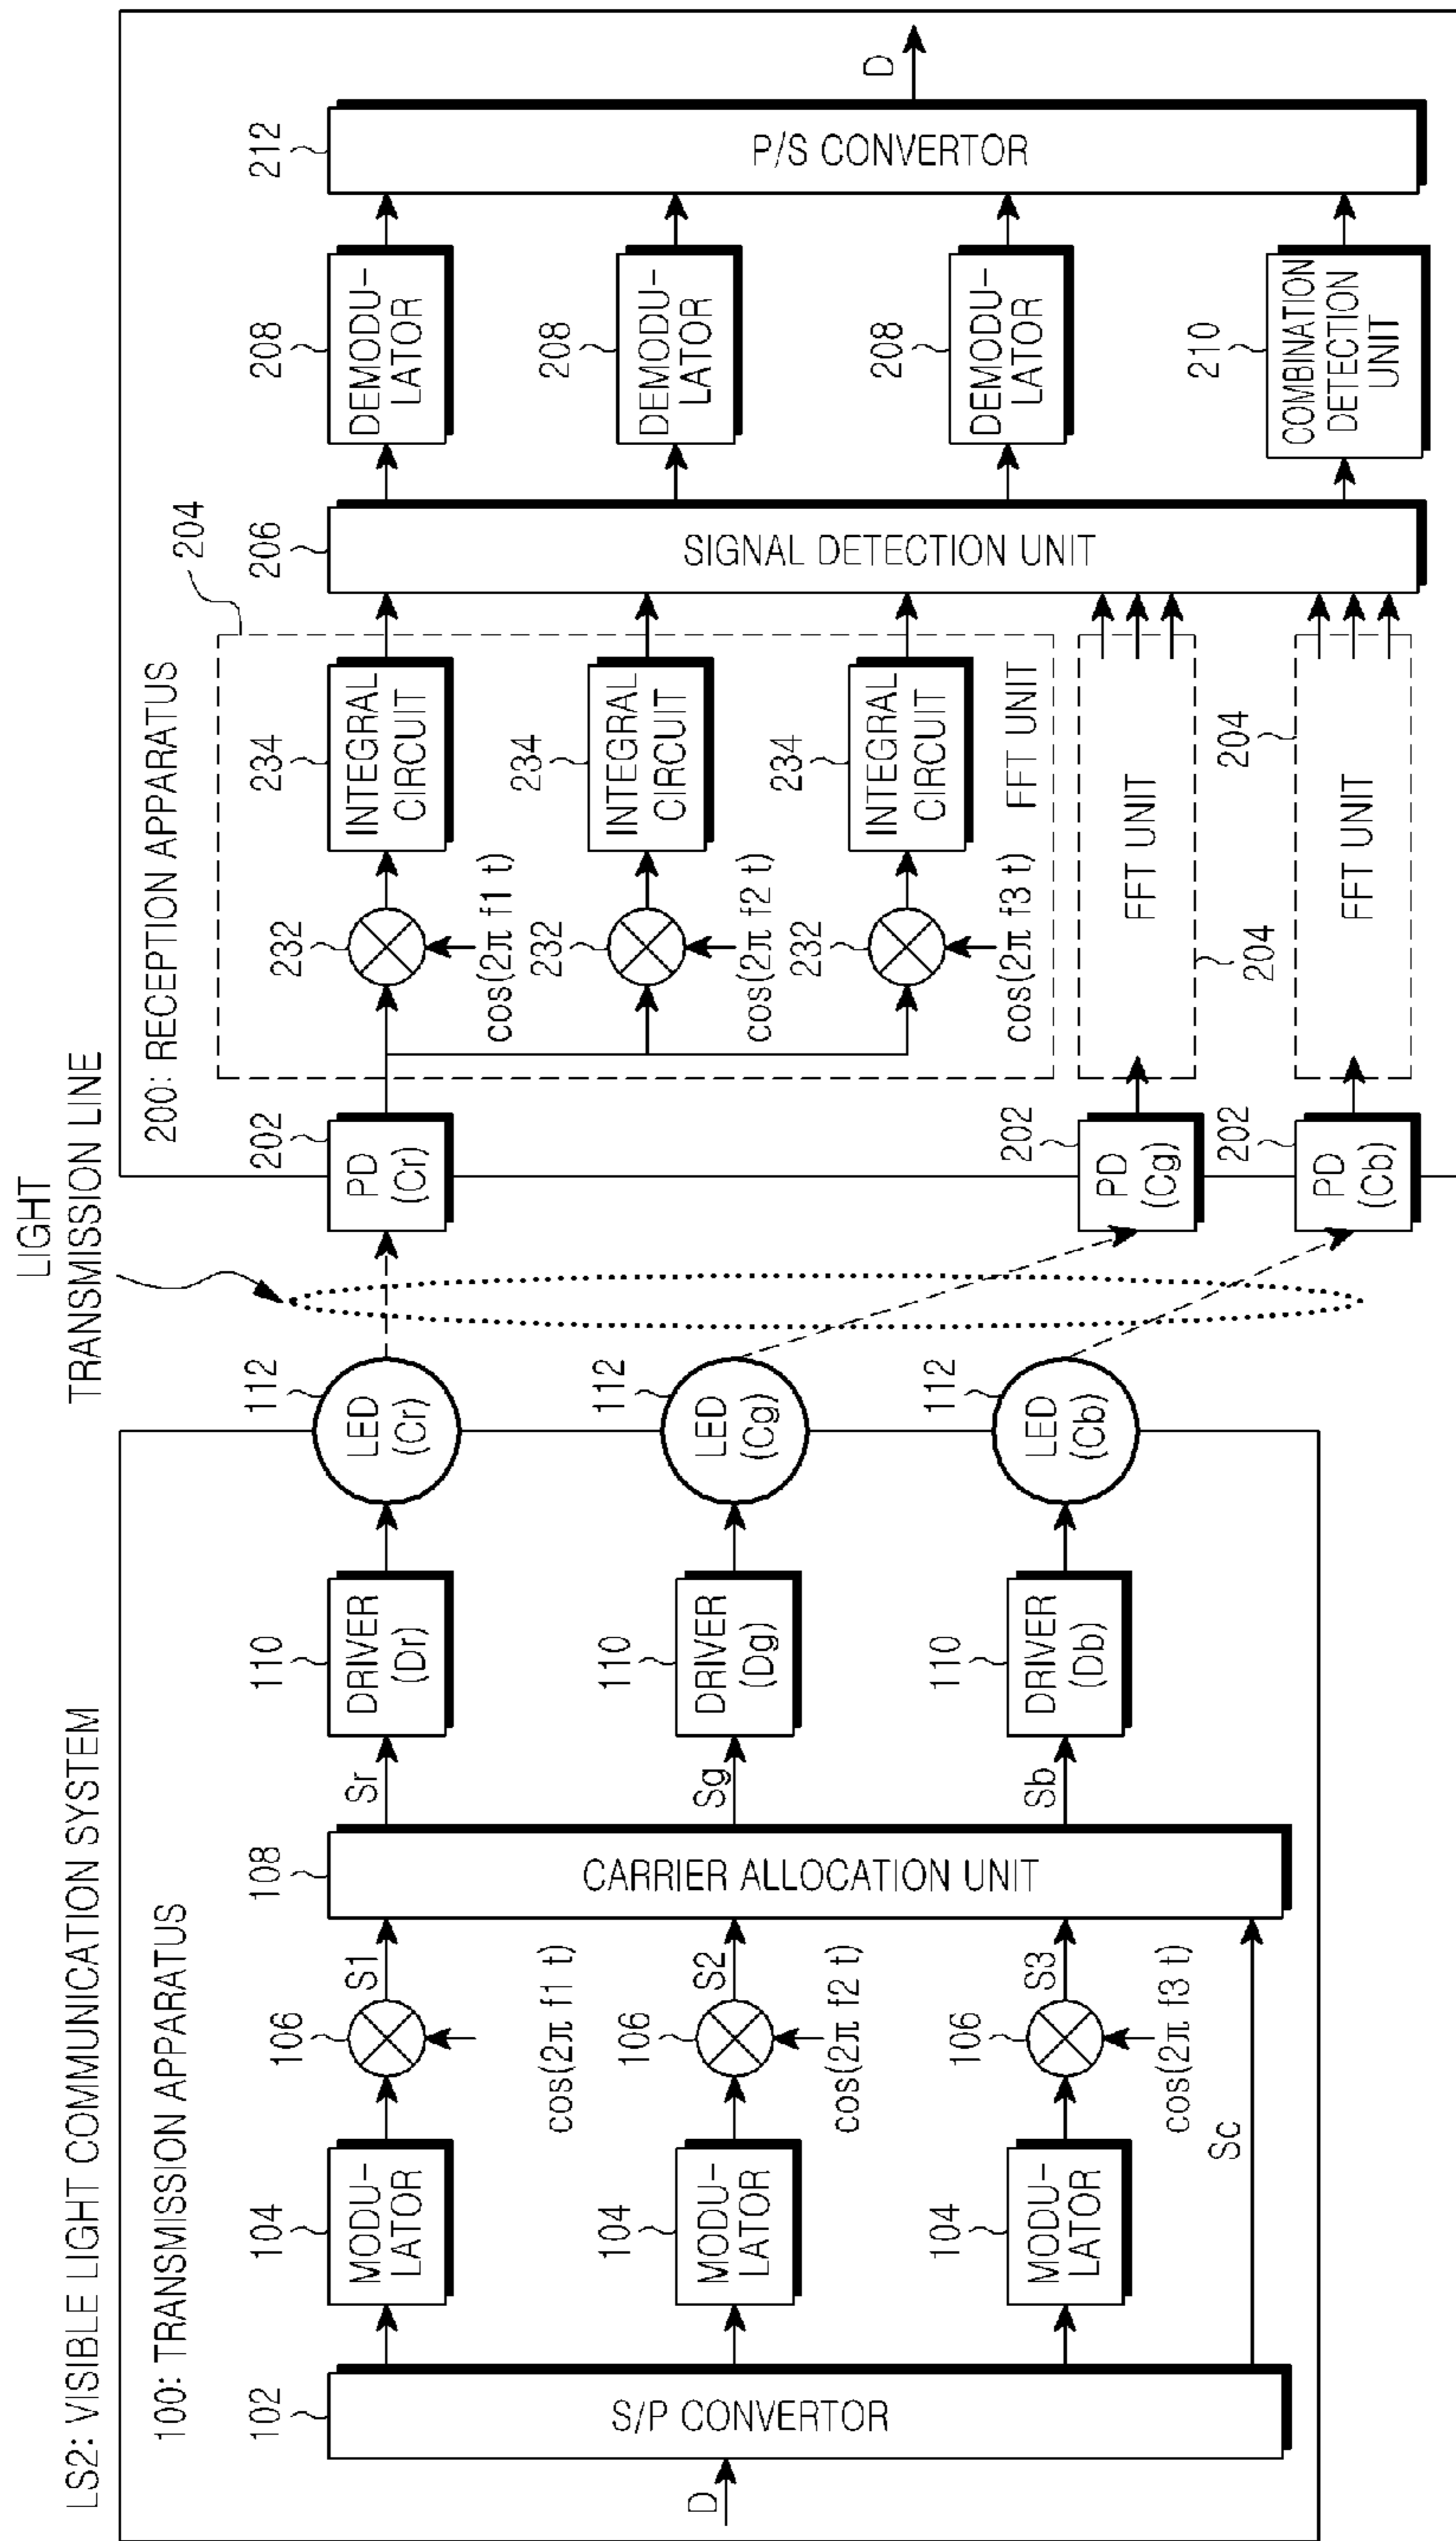 LS2: VISIBLE LIGHT COMMUNICATION SYSTEM
100: TRANSMISSION APPARATUS
D
102
S/P CONVERTOR
104
MODU-
LATOR
104
MODU-
LATOR
104
MODU-
LATOR
106
cos(2π f1 t)
106
cos(2π f2 t)
106
cos(2π f3 t)
S1
S2
S3
Sc
108
CARRIER ALLOCATION UNIT
Sr
Sg
Sb
110
DRIVER
(Dr)
110
DRIVER
(Dg)
110
DRIVER
(Db)
112
LED
(Cr)
112
LED
(Cg)
112
LED
(Cb)
LIGHT
TRANSMISSION LINE
200: RECEPTION APPARATUS
202
PD
(Cr)
202
PD
(Cg)
202
PD
(Cb)
204
232
cos(2π f1 t)
232
cos(2π f2 t)
232
cos(2π f3 t)
234
INTEGRAL
CIRCUIT
234
INTEGRAL
CIRCUIT
234
INTEGRAL
CIRCUIT
FFT UNIT
204
FFT UNIT
204
FFT UNIT
206
SIGNAL DETECTION UNIT
208
DEMODU-
LATOR
208
DEMODU-
LATOR
208
DEMODU-
LATOR
210
COMBINATION
DETECTION
UNIT
212
P/S CONVERTOR
D